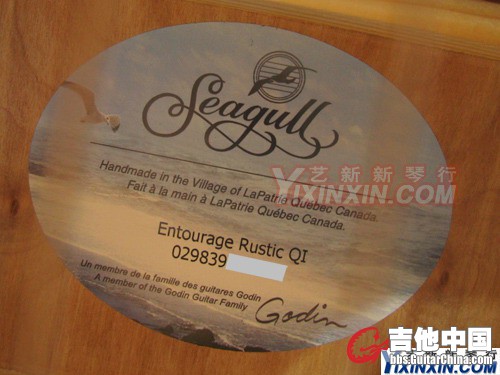 Seagull
Handmade in the Village of LaPatrie Québec Canada.
Fait à la main à LaPatrie Québec Canada.
艺新新琴行
YIXINXIN.COM
Entourage Rustic QI
029839
Un membre de la famille des guitares Godin
A member of the Godin Guitar Family
Godin
吉他中国
bbs.GuitarChina.com
YIXINXIN.COM